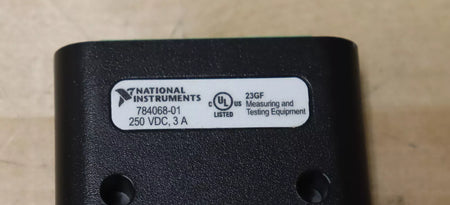 NATIONAL
INSTRUMENTS
784068-01
250 VDC, 3 A
C UL US
LISTED
23GF
Measuring and
Testing Equipment